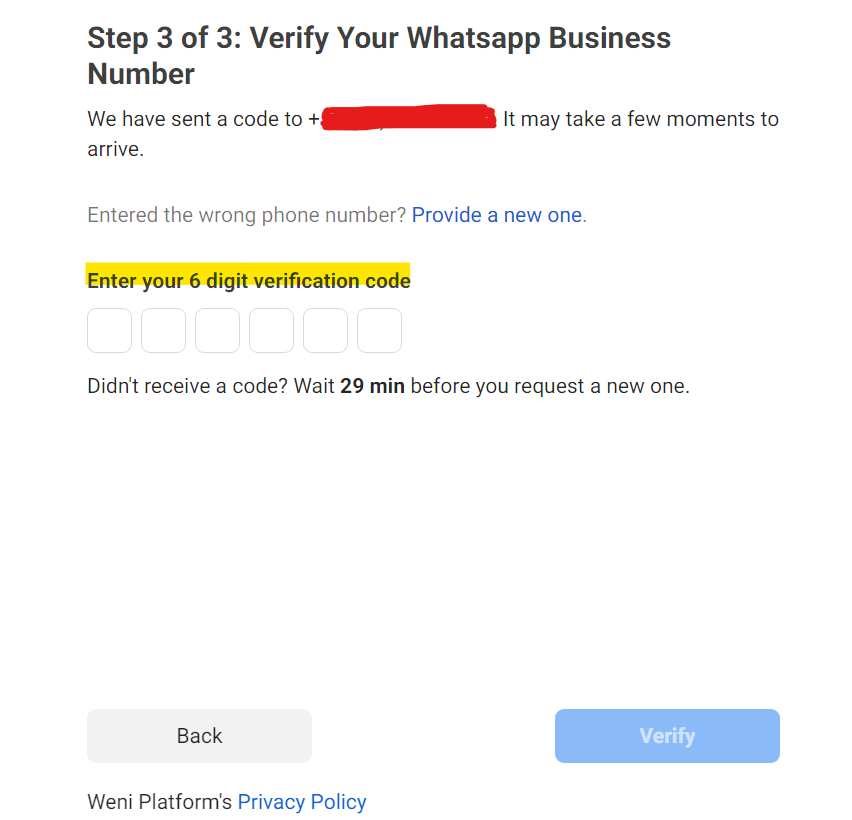 Step 3 of 3: Verify Your Whatsapp Business
Number
We have sent a code to + It may take a few moments to
arrive.
Entered the wrong phone number? Provide a new one.
Enter your 6 digit verification code
Didn't receive a code? Wait 29 min before you request a new one.
Back
Verify
Weni Platform's Privacy Policy